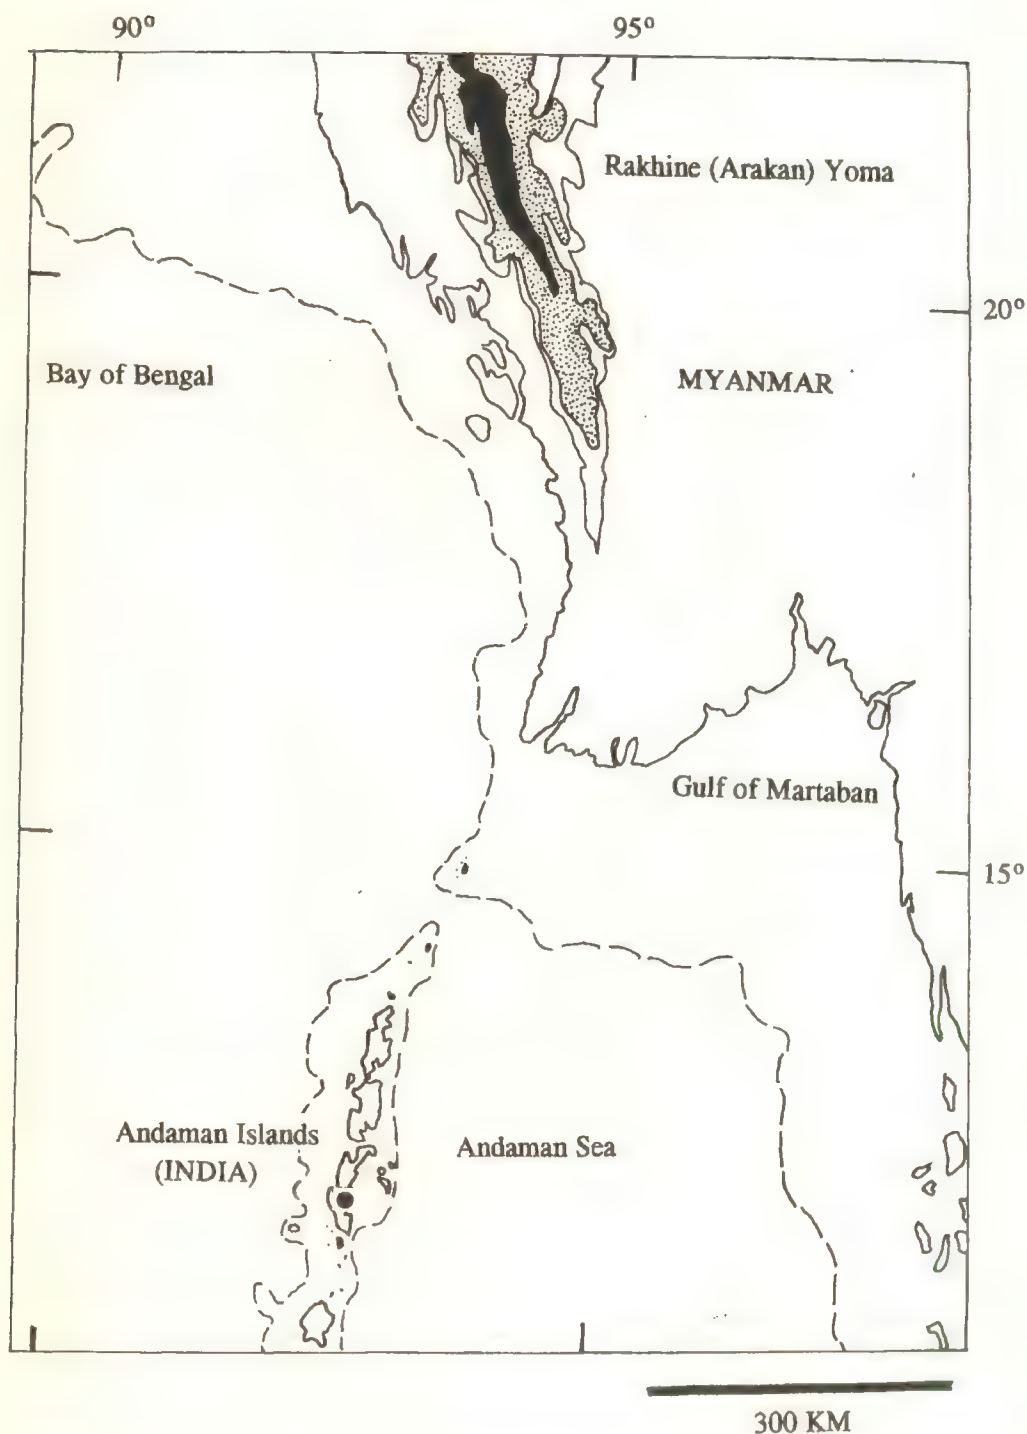 90° 95°
Rakhine (Arakan) Yoma
20°
Bay of Bengal
MYANMAR
Gulf of Martaban
15°
Andaman Islands
(INDIA)
Andaman Sea
300 KM